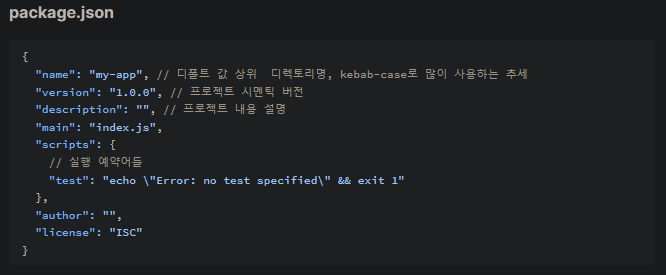 package.json
{
"name": "my-app", // 디폴트 값 상위 디렉토리명, kebab-case로 많이 사용하는 추세
"version": "1.0.0", // 프로젝트 시멘틱 버전
"description": "", // 프로젝트 내용 설명
"main": "index.js",
"scripts": {
// 실행 예약어들
"test": "echo \"Error: no test specified\" && exit 1"
},
"author": "",
"license": "ISC"
}